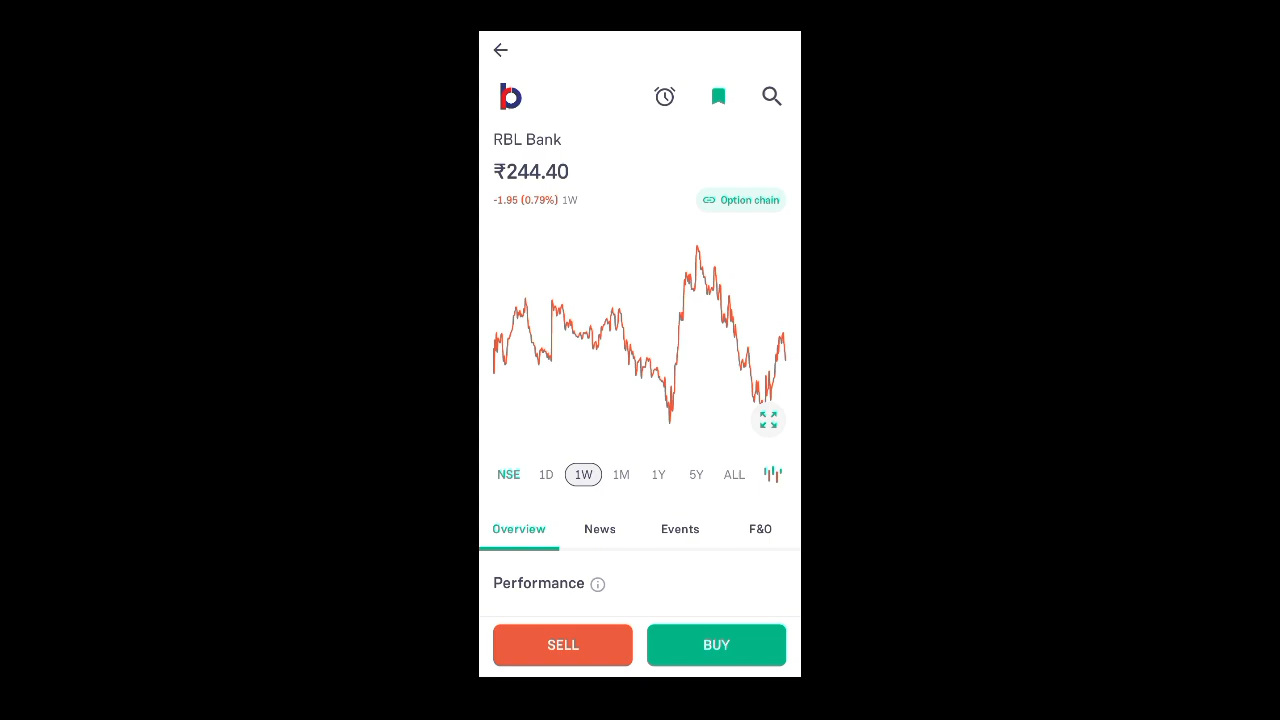 RBL Bank
₹244.40
-1.95 (0.79%) 1W
Option chain
NSE 1D 1W 1M 1Y 5Y ALL
Overview News Events F&O
Performance
SELL BUY